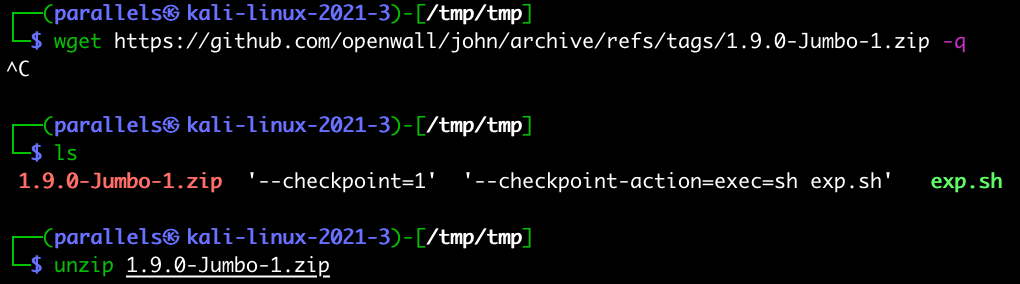 ┌──(parallels㉿kali-linux-2021-3)-[/tmp/tmp]
└─$ wget https://github.com/openwall/john/archive/refs/tags/1.9.0-Jumbo-1.zip -q
^C
┌──(parallels㉿kali-linux-2021-3)-[/tmp/tmp]
└─$ ls
1.9.0-Jumbo-1.zip  '--checkpoint=1'  '--checkpoint-action=exec=sh exp.sh'   exp.sh
┌──(parallels㉿kali-linux-2021-3)-[/tmp/tmp]
└─$ unzip 1.9.0-Jumbo-1.zip